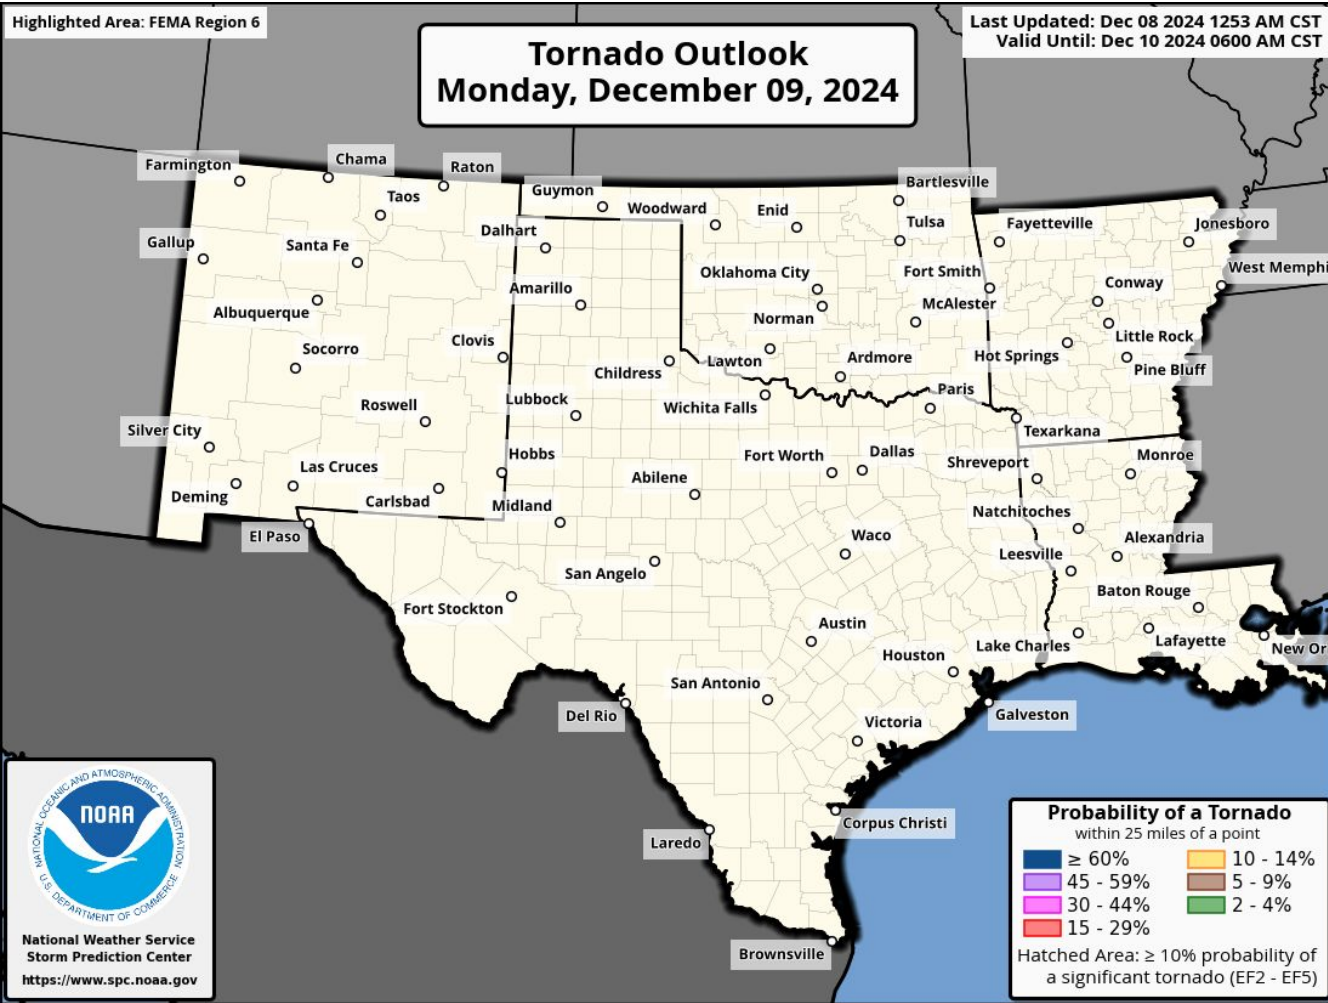 Highlighted Area: FEMA Region 6
Last Updated: Dec 08 2024 1253 AM CST
Valid Until: Dec 10 2024 0600 AM CST
Tornado Outlook
Monday, December 09, 2024
Farmington
Chama
Raton
Taos
Guymon
Woodward
Enid
Bartlesville
Tulsa
Fayetteville
Jonesboro
Gallup
Santa Fe
Dalhart
Oklahoma City
Fort Smith
West Memphi
Albuquerque
Amarillo
Norman
McAlester
Conway
Socorro
Clovis
Childress
Lawton
Ardmore
Hot Springs
Little Rock
Pine Bluff
Roswell
Lubbock
Wichita Falls
Paris
Texarkana
Silver City
Las Cruces
Hobbs
Abilene
Fort Worth
Dallas
Shreveport
Monroe
Deming
Carlsbad
Midland
Natchitoches
El Paso
San Angelo
Waco
Leesville
Alexandria
Fort Stockton
Austin
Baton Rouge
Houston
Lake Charles
Lafayette
New Or
Del Rio
San Antonio
Victoria
Galveston
Laredo
Corpus Christi
Brownsville
NATIONAL OCEANIC AND ATMOSPHERIC ADMINISTRATION
NOAA
U.S. DEPARTMENT OF COMMERCE
National Weather Service
Storm Prediction Center
https://www.spc.noaa.gov
Probability of a Tornado
within 25 miles of a point
≥ 60%
45 - 59%
30 - 44%
15 - 29%
10 - 14%
5 - 9%
2 - 4%
Hatched Area: ≥ 10% probability of
a significant tornado (EF2 - EF5)